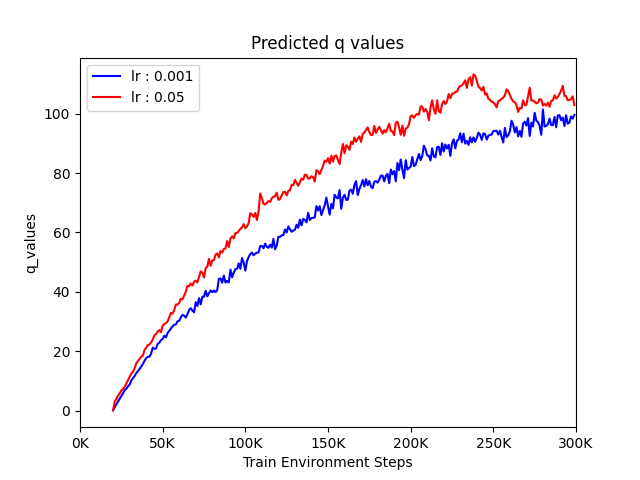 Predicted q values
lr : 0.001
lr : 0.05
q_values
100
80
60
40
20
0
0K 50K 100K 150K 200K 250K 300K
Train Environment Steps